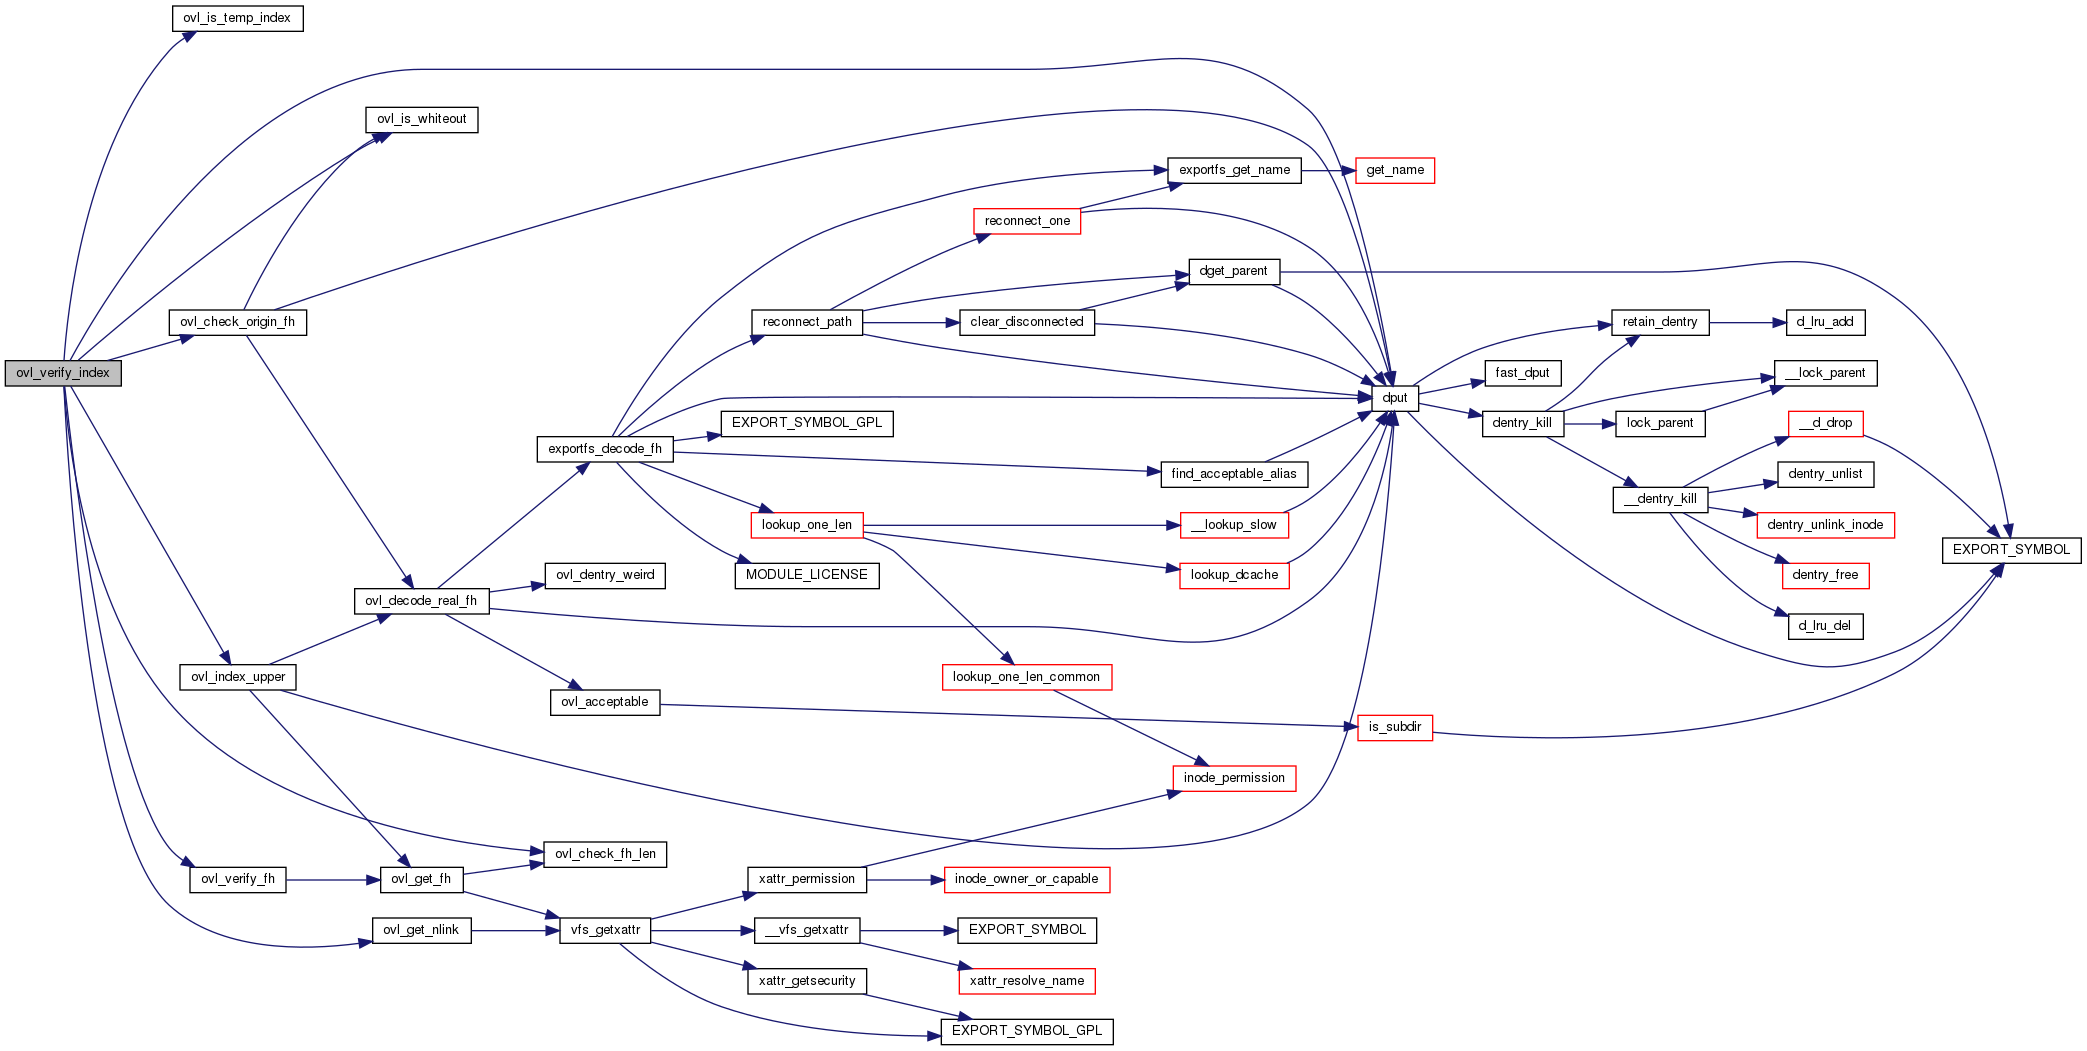 ovl_is_temp_index
ovl_is_whiteout
exportfs_get_name
get_name
reconnect_one
dget_parent
ovl_check_origin_fh
reconnect_path
clear_disconnected
retain_dentry
d_lru_add
ovl_verify_index
fast_dput
__lock_parent
dput
EXPORT_SYMBOL_GPL
dentry_kill
lock_parent
__d_drop
exportfs_decode_fh
find_acceptable_alias
dentry_unlist
__dentry_kill
lookup_one_len
__lookup_slow
dentry_unlink_inode
EXPORT_SYMBOL
ovl_dentry_weird
MODULE_LICENSE
lookup_dcache
dentry_free
ovl_decode_real_fh
d_lru_del
ovl_index_upper
lookup_one_len_common
ovl_acceptable
is_subdir
inode_permission
ovl_check_fh_len
ovl_verify_fh
ovl_get_fh
xattr_permission
inode_owner_or_capable
ovl_get_nlink
vfs_getxattr
__vfs_getxattr
EXPORT_SYMBOL
xattr_getsecurity
xattr_resolve_name
EXPORT_SYMBOL_GPL